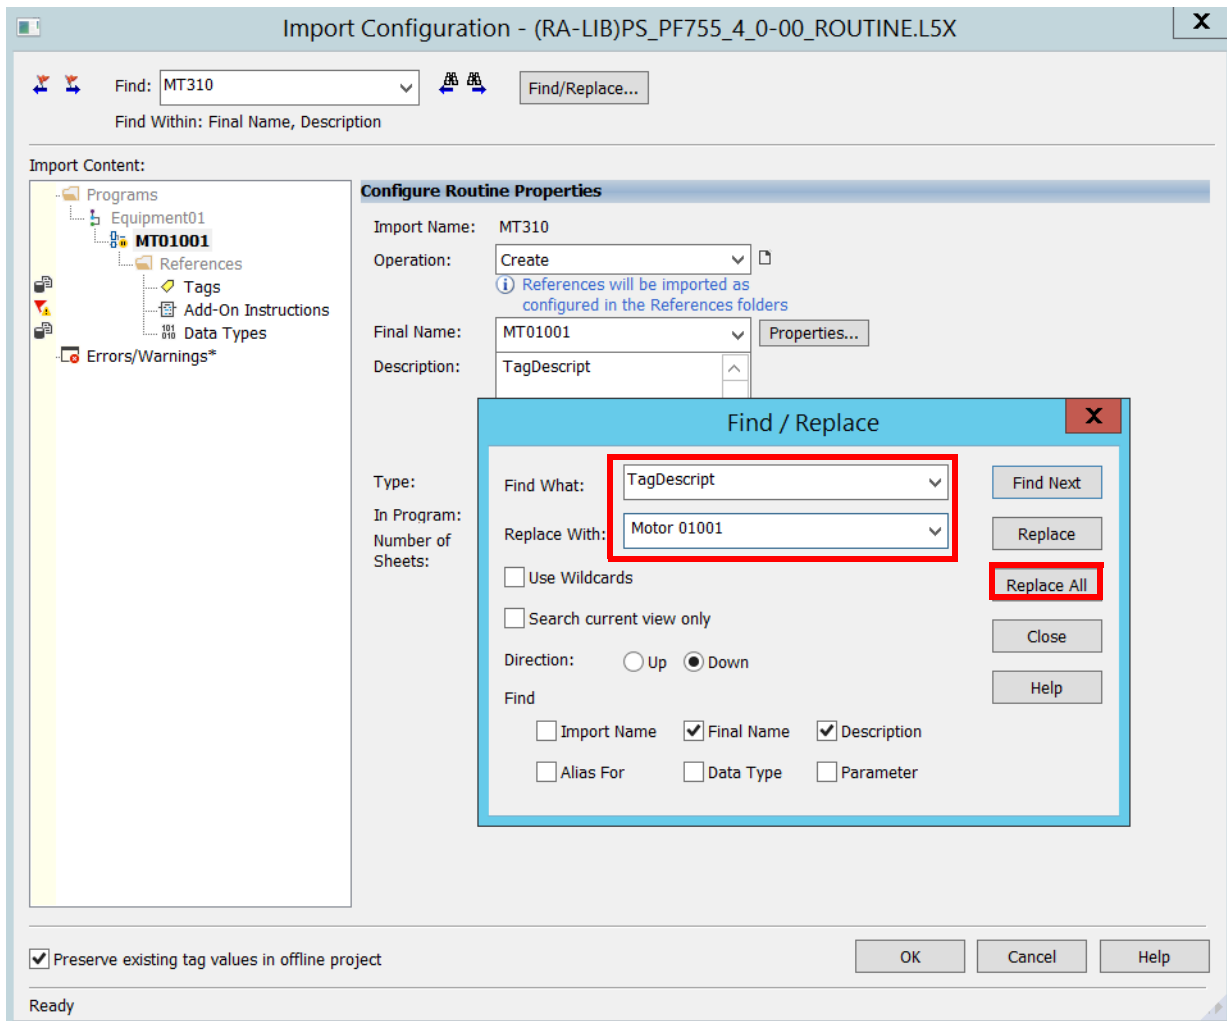 Import Configuration - (RA-LIB)PS_PF755_4_0-00_ROUTINE.L5X
X
Find: MT310
Find/Replace...
Find Within: Final Name, Description
Import Content:
Programs
Equipment01
MT01001
References
Tags
Add-On Instructions
Data Types
Errors/Warnings*
Configure Routine Properties
Import Name: MT310
Operation: Create
References will be imported as
configured in the References folders
Final Name: MT01001 Properties...
Description: TagDescript
Type:
In Program:
Number of
Sheets:
Find / Replace
X
Find What: TagDescript Find Next
Replace With: Motor 01001 Replace
Use Wildcards Replace All
Search current view only
Close
Direction: Up Down
Help
Find
Import Name Final Name Description
Alias For Data Type Parameter
Preserve existing tag values in offline project
OK Cancel Help
Ready